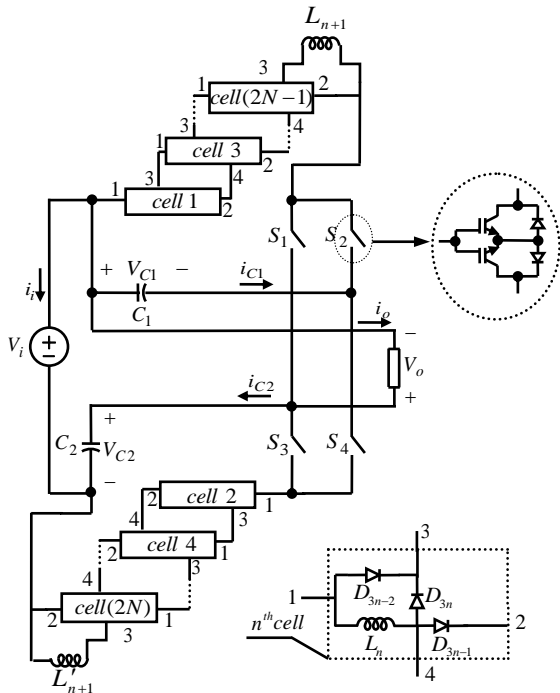 L_{n+1}
3
1 cell(2N−1) 2
3 4
1 cell 3 2
3 4
1 cell 1 2
S_1 S_2
+ V_{C1} − i_{C1}
C_1
i_i
i_o
V_i + −
−
V_o
+
i_{C2}
+
C_2 V_{C2}
−
S_3 S_4
2 cell 2 1
4 3
2 cell 4 1
4 3
2 cell(2N) 1
3
L'_{n+1}
3
D_{3n−2} D_{3n}
1
2
n^{th} cell L_n D_{3n−1}
4